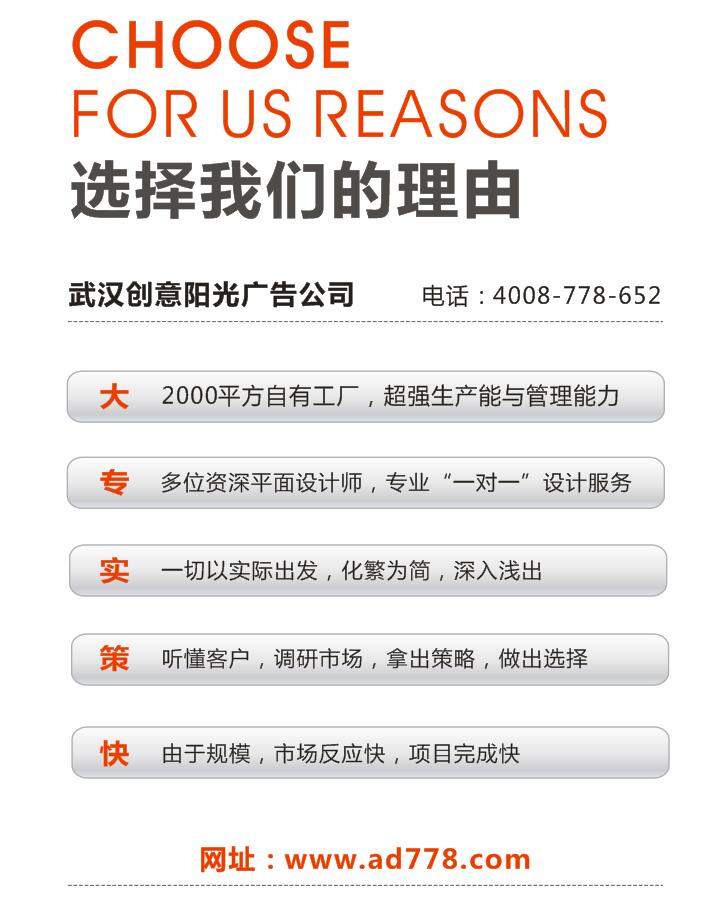 CHOOSE
FOR US REASONS
选择我们的理由
武汉创意阳光广告公司 电话：4008-778-652
大 2000平方自有工厂，超强生产能与管理能力
专 多位资深平面设计师，专业“一对一”设计服务
实 一切以实际出发，化繁为简，深入浅出
策 听懂客户，调研市场，拿出策略，做出选择
快 由于规模，市场反应快，项目完成快
网址：www.ad778.com